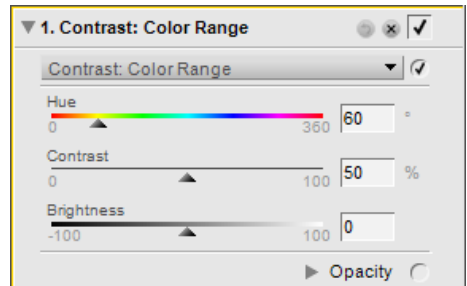 1. Contrast: Color Range
Contrast: Color Range
Hue
0 360 60 °
Contrast
0 100 50 %
Brightness
-100 100 0
Opacity